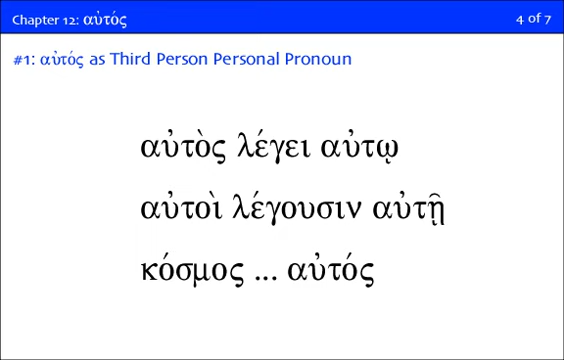 Chapter 12: αὐτός
4 of 7
#1: αὐτός as Third Person Personal Pronoun
αὐτὸς λέγει αὐτῳ
αὐτοὶ λέγουσιν αὐτῇ
κόσμος ... αὐτός